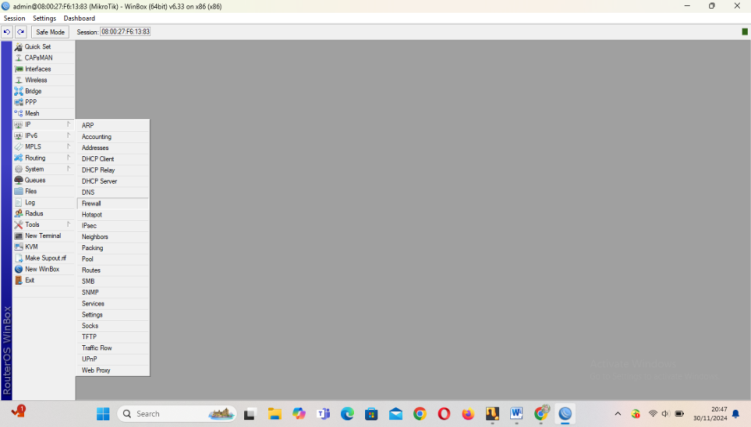 admin@08:00:27:F6:13:83 (MikroTik) - WinBox (64bit) v6.33 on x86 (x86)
Session Settings Dashboard
Safe Mode Session: 08:00:27:F6:13:83
Quick Set
CAPsMAN
Interfaces
Wireless
Bridge
PPP
Mesh
IP
IPv6
MPLS
Routing
System
Queues
Files
Log
Radius
Tools
New Terminal
KVM
Make Supout.rif
New WinBox
Exit
ARP
Accounting
Addresses
DHCP Client
DHCP Relay
DHCP Server
DNS
Firewall
Hotspot
IPsec
Neighbors
Packing
Pool
Routes
SMB
SNMP
Services
Settings
Socks
TFTP
Traffic Flow
UPnP
Web Proxy
RouterOS WinBox
Search
20:47
30/11/2024